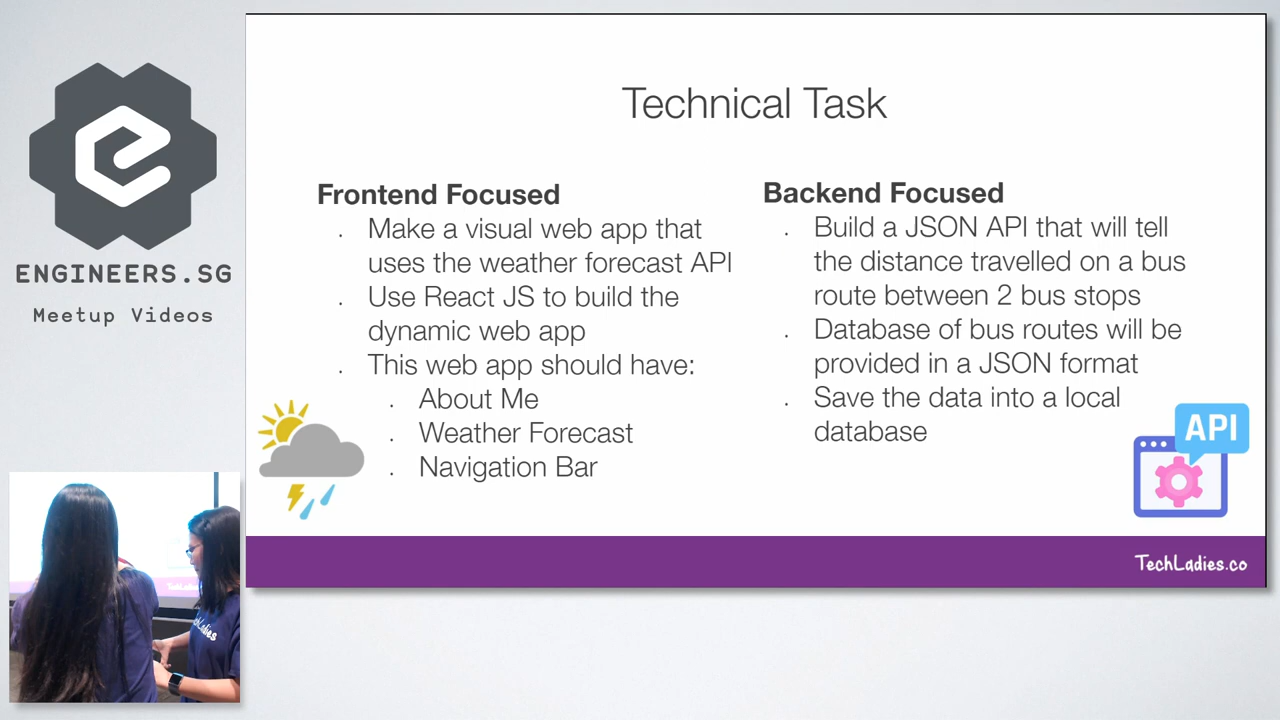 ENGINEERS.SG
Meetup Videos
Technical Task
Frontend Focused
. Make a visual web app that
uses the weather forecast API
. Use React JS to build the
dynamic web app
. This web app should have:
. About Me
. Weather Forecast
. Navigation Bar
Backend Focused
. Build a JSON API that will tell
the distance travelled on a bus
route between 2 bus stops
. Database of bus routes will be
provided in a JSON format
. Save the data into a local
database
API
TechLadies.co